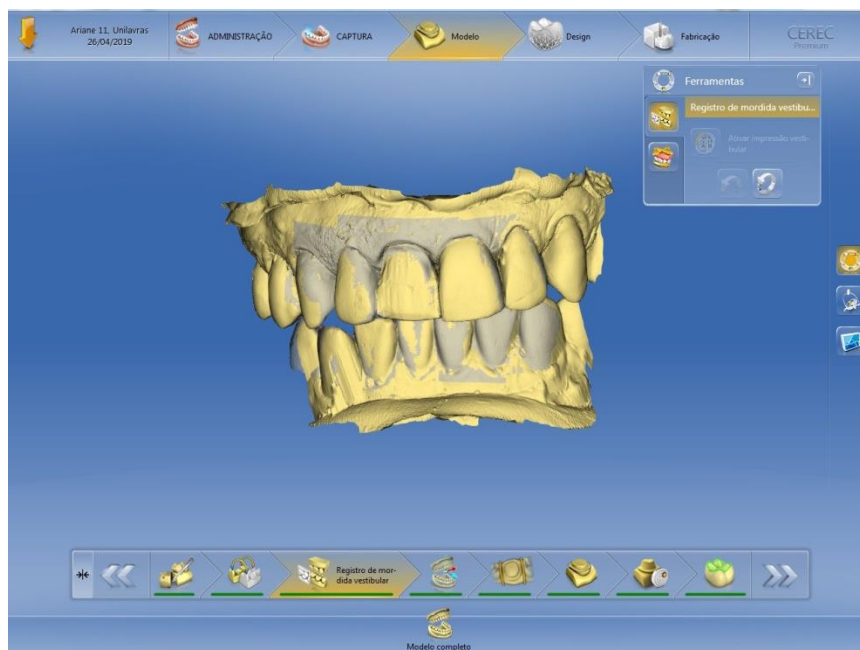 Ariane 11, Unilavras
26/04/2019
ADMINISTRAÇÃO
CAPTURA
Modelo
Design
Fabricação
CEREC
Premium
Ferramentas
Registro de mordida vestibu...
Ativar impressão vesti-
bular
Registro de mor-
dida vestibular
Modelo completo